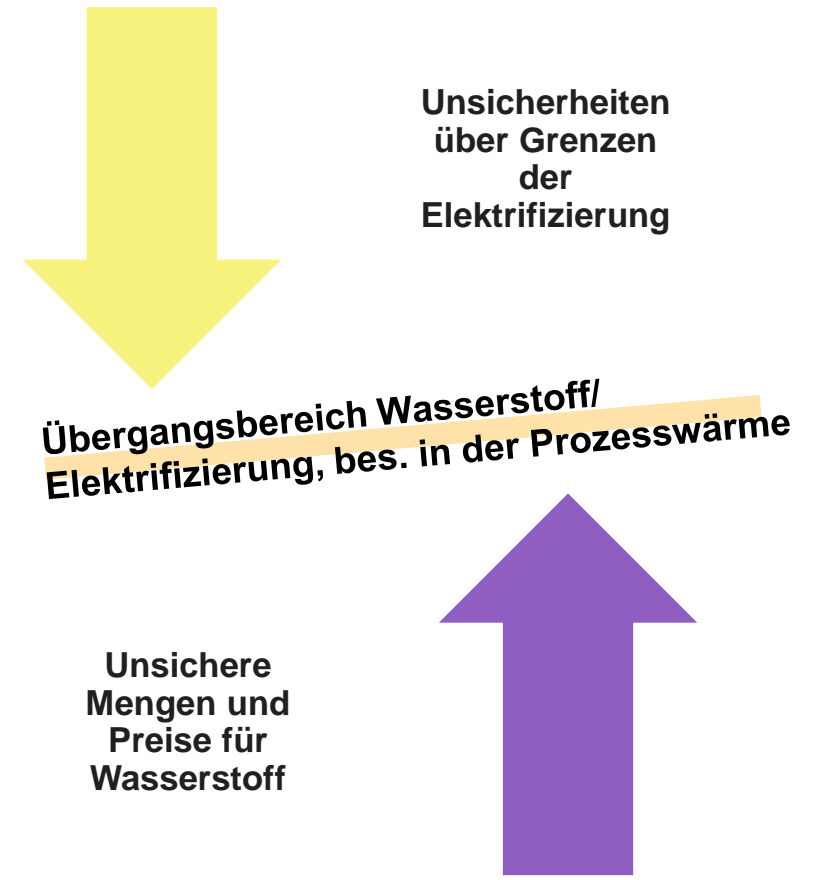 Unsicherheiten
über Grenzen
der
Elektrifizierung
Übergangsbereich Wasserstoff/
Elektrifizierung, bes. in der Prozesswärme
Unsichere
Mengen und
Preise für
Wasserstoff